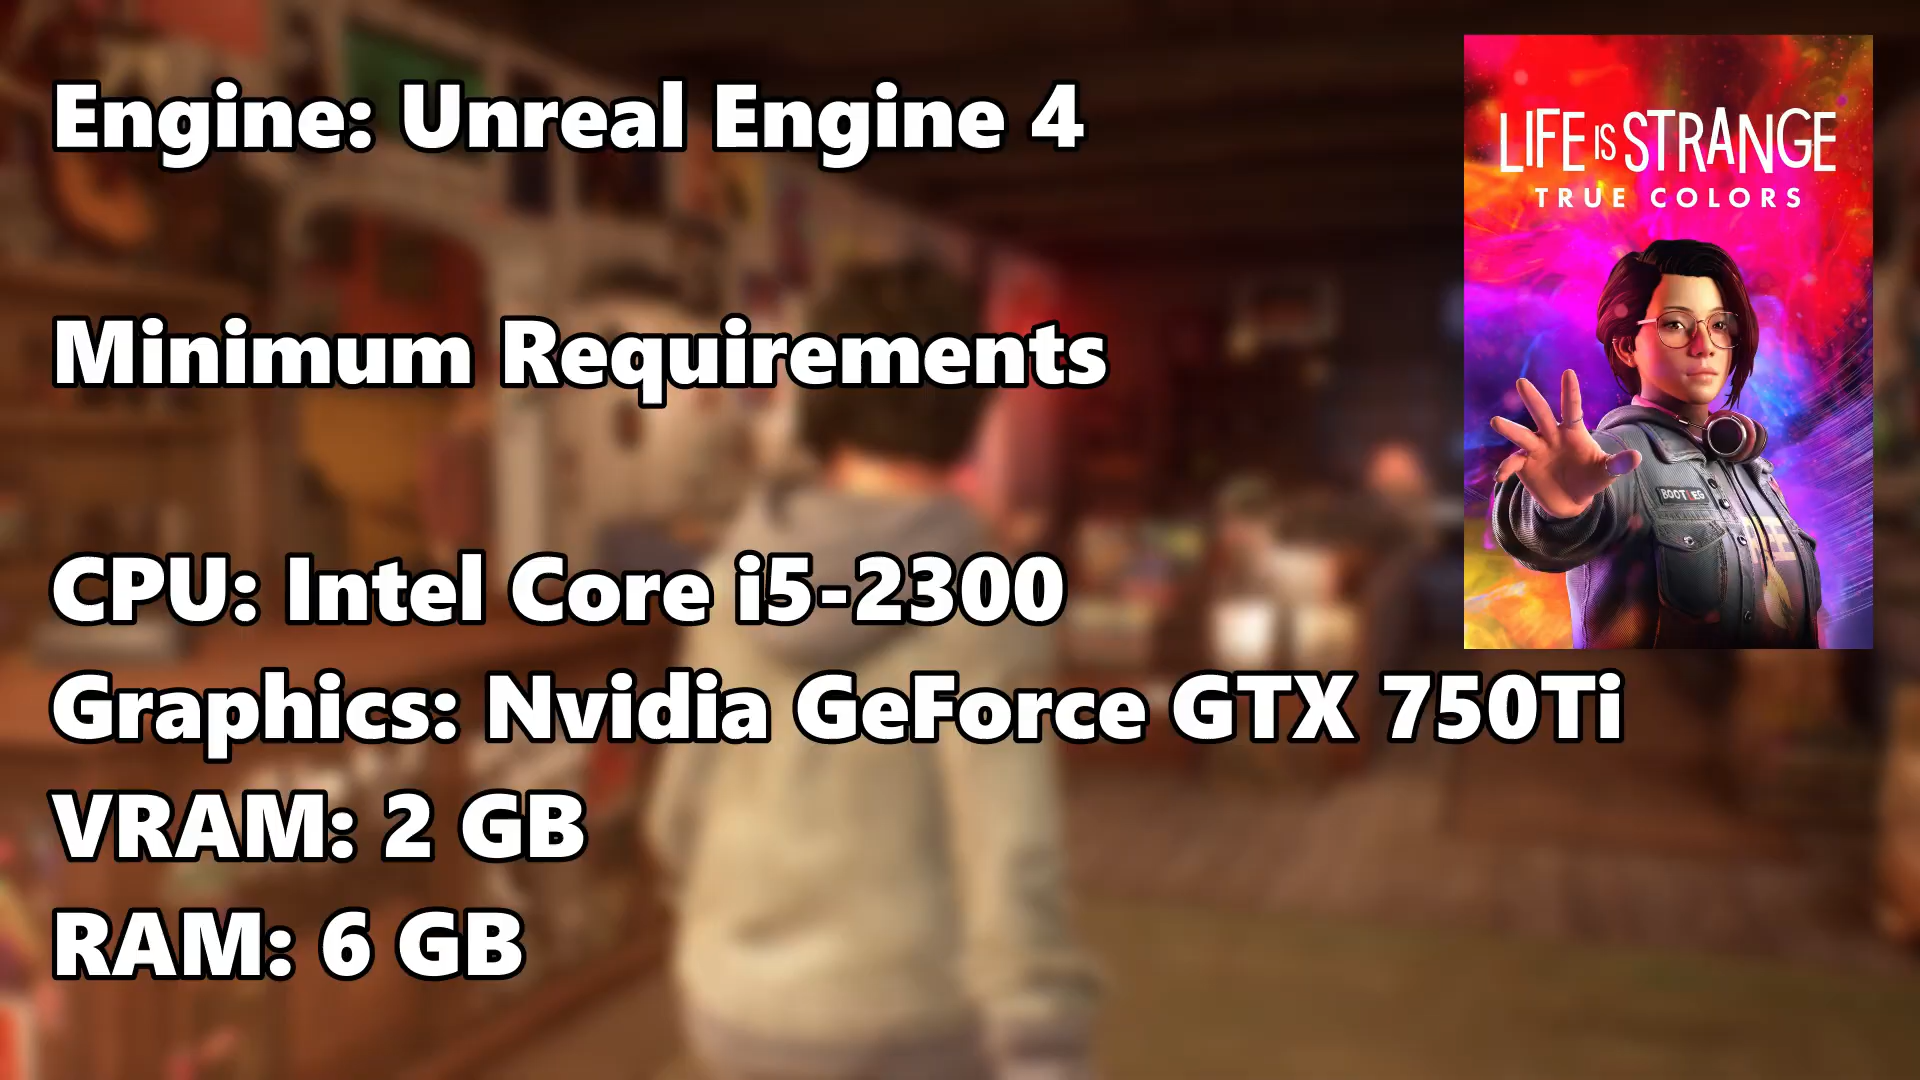 Engine: Unreal Engine 4
Minimum Requirements
CPU: Intel Core i5-2300
Graphics: Nvidia GeForce GTX 750Ti
VRAM: 2 GB
RAM: 6 GB
LIFE IS STRANGE
TRUE COLORS
BOOTLEG